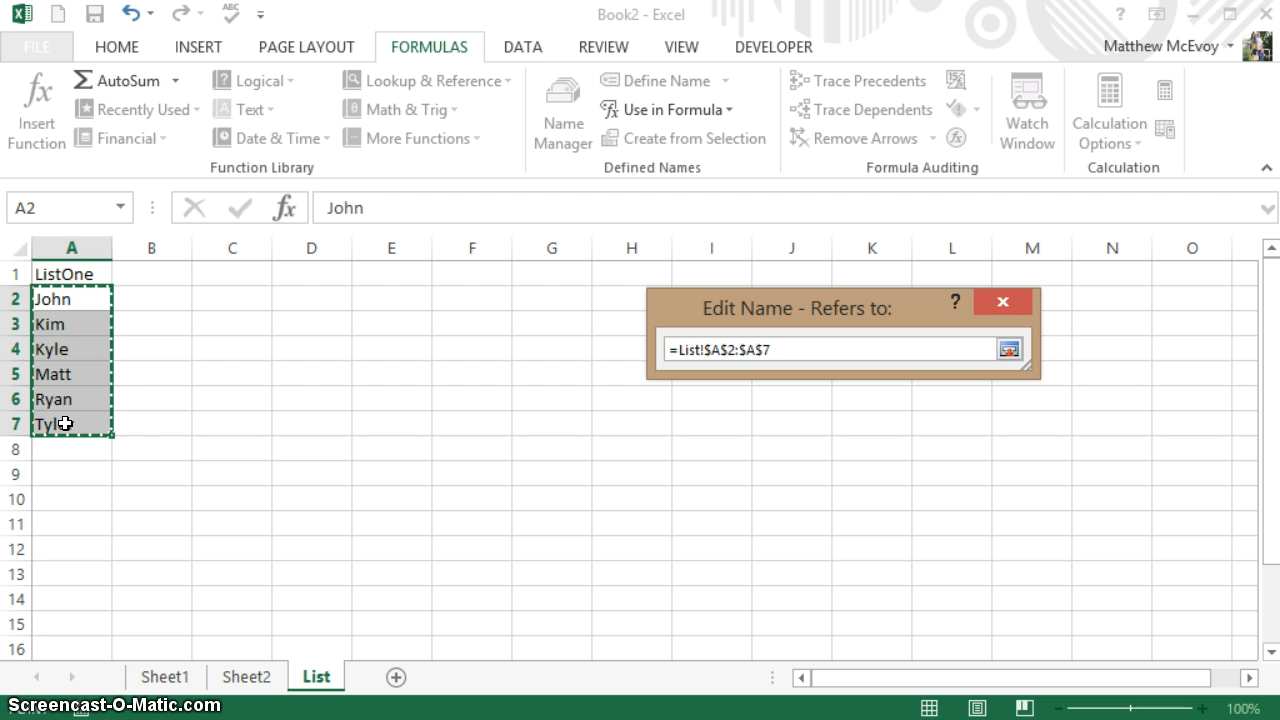 ABC
Book2 - Excel
?
FILE
HOME
INSERT
PAGE LAYOUT
FORMULAS
DATA
REVIEW
VIEW
DEVELOPER
Matthew McEvoy
fx
Insert
Function
Σ AutoSum
Recently Used
Financial
? Logical
A Text
Date & Time
Lookup & Reference
θ Math & Trig
More Functions
Function Library
Name
Manager
Define Name
Use in Formula
Create from Selection
Defined Names
Trace Precedents
Trace Dependents
Remove Arrows
fx
Formula Auditing
Watch
Window
Calculation
Options
Calculation
A2
fx
John
A B C D E F G H I J K L M N O
1 ListOne
2 John
3 Kim
4 Kyle
5 Matt
6 Ryan
7
8
9
10
11
12
13
14
15
16
Edit Name - Refers to:
?
=List!$A$2:$A$7
Sheet1
Sheet2
List
Screencast-O-Matic.com
100%